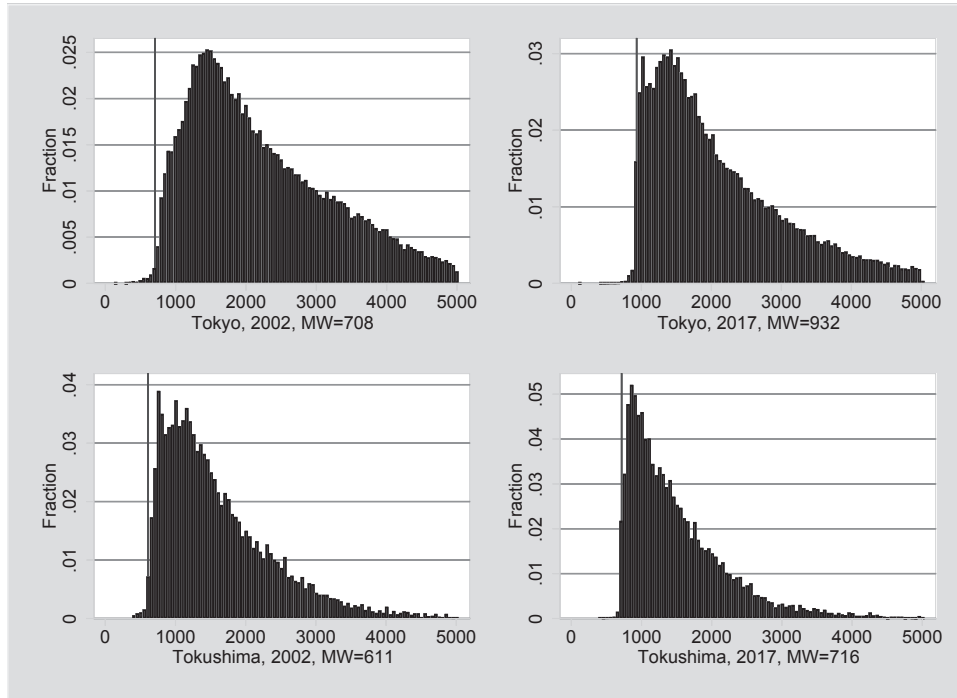 Fraction
0 .005 .01 .015 .02 .025
0 1000 2000 3000 4000 5000
Tokyo, 2002, MW=708
Fraction
0 .01 .02 .03
0 1000 2000 3000 4000 5000
Tokyo, 2017, MW=932
Fraction
0 .01 .02 .03 .04
0 1000 2000 3000 4000 5000
Tokushima, 2002, MW=611
Fraction
0 .01 .02 .03 .04 .05
0 1000 2000 3000 4000 5000
Tokushima, 2017, MW=716